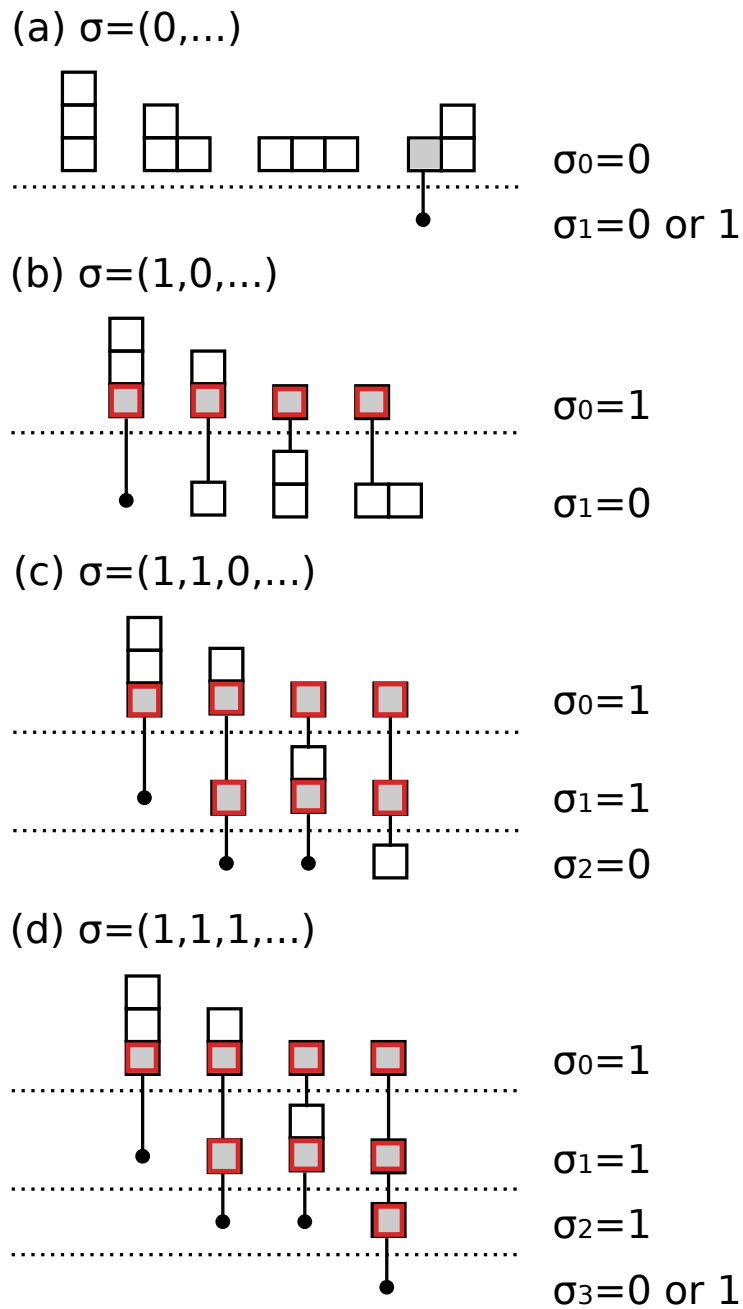 (a) σ=(0,...)
σ0=0
σ1=0 or 1
(b) σ=(1,0,...)
σ0=1
σ1=0
(c) σ=(1,1,0,...)
σ0=1
σ1=1
σ2=0
(d) σ=(1,1,1,...)
σ0=1
σ1=1
σ2=1
σ3=0 or 1